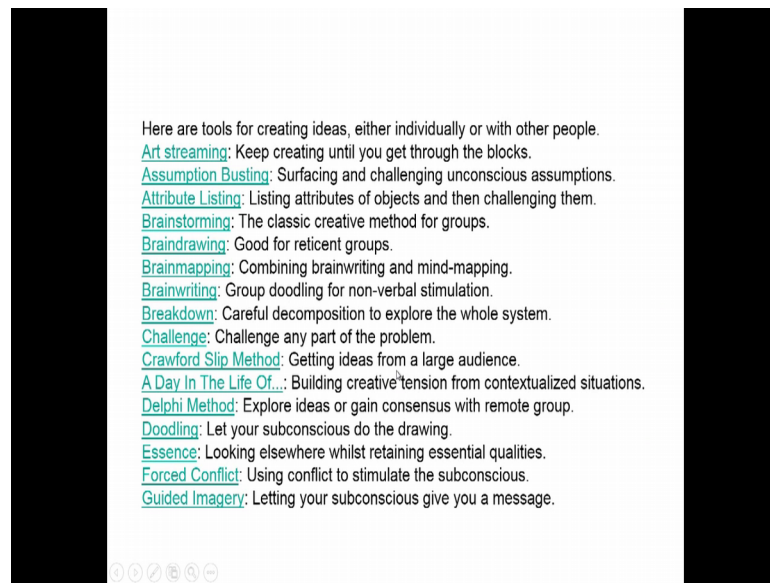 Here are tools for creating ideas, either individually or with other people.
Art streaming: Keep creating until you get through the blocks.
Assumption Busting: Surfacing and challenging unconscious assumptions.
Attribute Listing: Listing attributes of objects and then challenging them.
Brainstorming: The classic creative method for groups.
Braindrawing: Good for reticent groups.
Brainmapping: Combining brainwriting and mind-mapping.
Brainwriting: Group doodling for non-verbal stimulation.
Breakdown: Careful decomposition to explore the whole system.
Challenge: Challenge any part of the problem.
Crawford Slip Method: Getting ideas from a large audience.
A Day In The Life Of...: Building creative tension from contextualized situations.
Delphi Method: Explore ideas or gain consensus with remote group.
Doodling: Let your subconscious do the drawing.
Essence: Looking elsewhere whilst retaining essential qualities.
Forced Conflict: Using conflict to stimulate the subconscious.
Guided Imagery: Letting your subconscious give you a message.